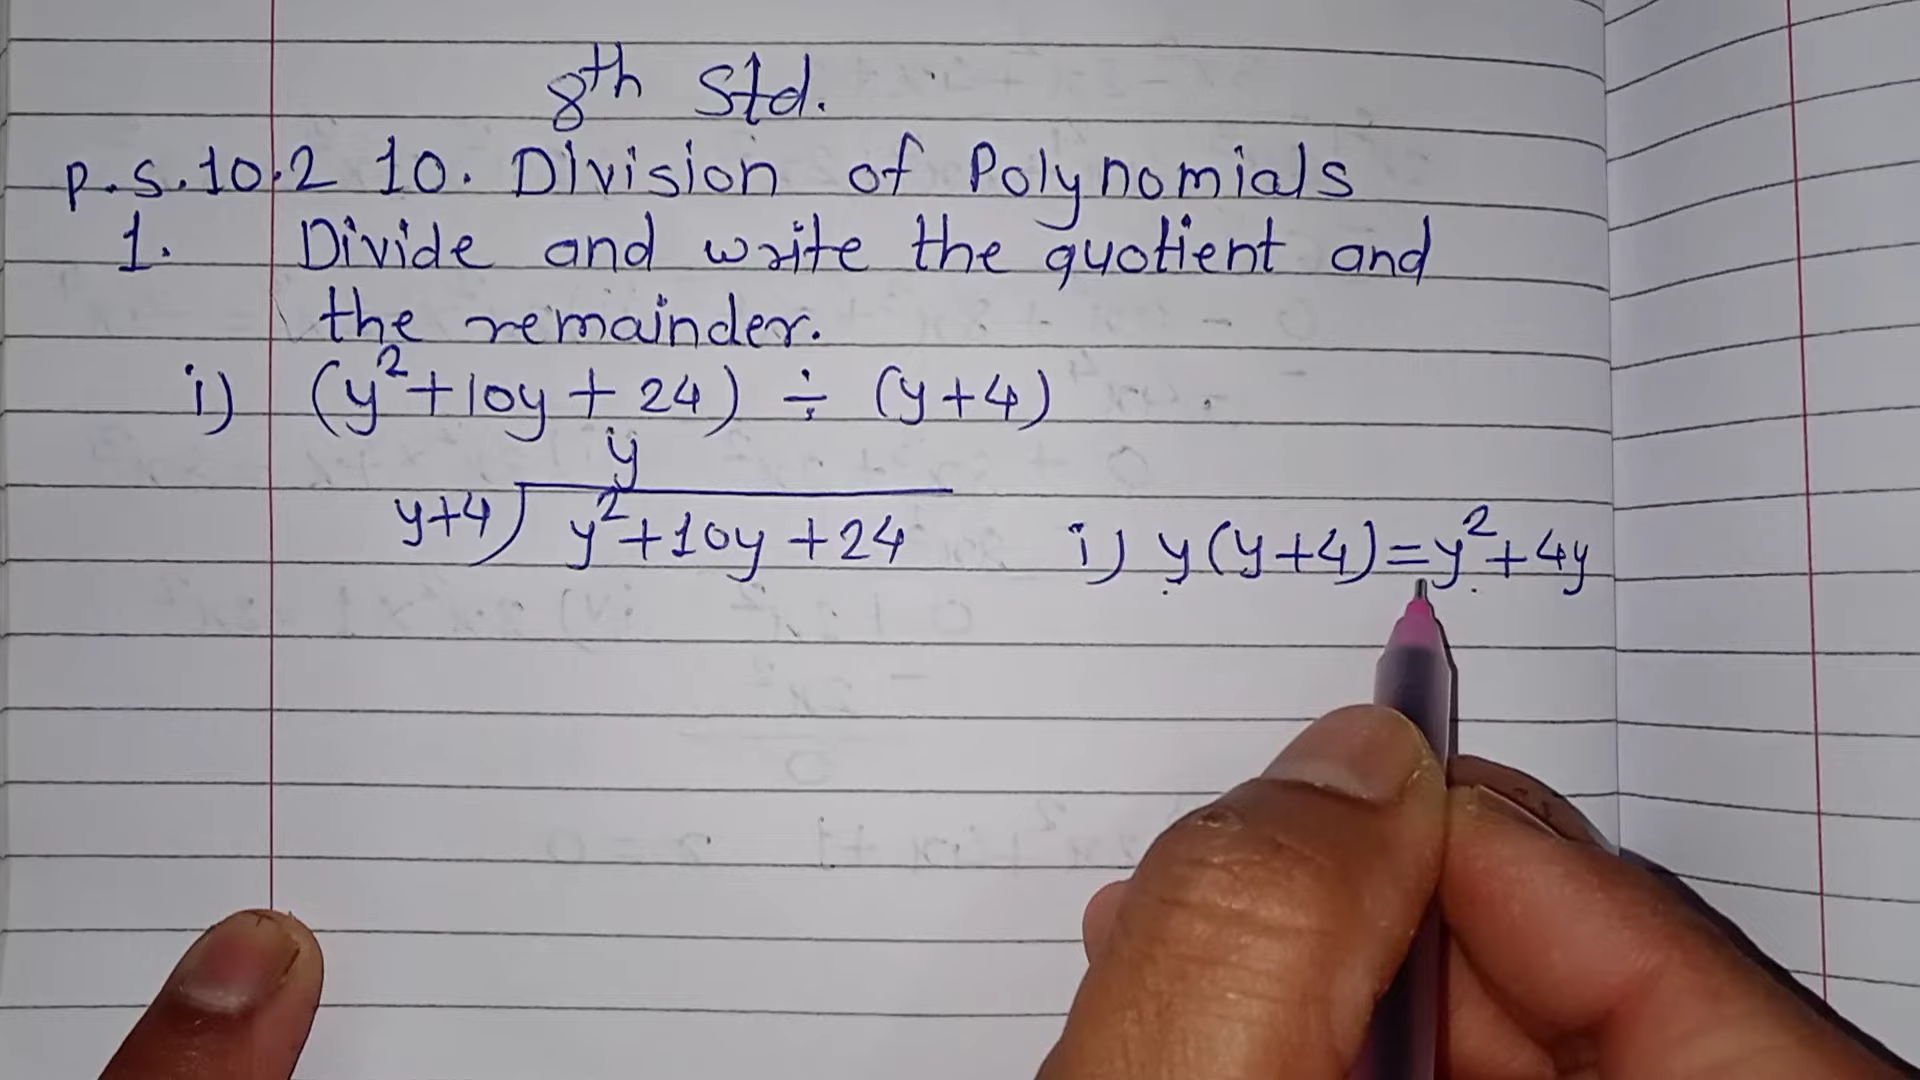 8th Std.
P.S.10.2 10. Division of Polynomials
1. Divide and write the quotient and
the remainder.
i) (y²+10y+24) ÷ (y+4)
y
y+4) y²+10y+24 i) y(y+4)=y²+4y